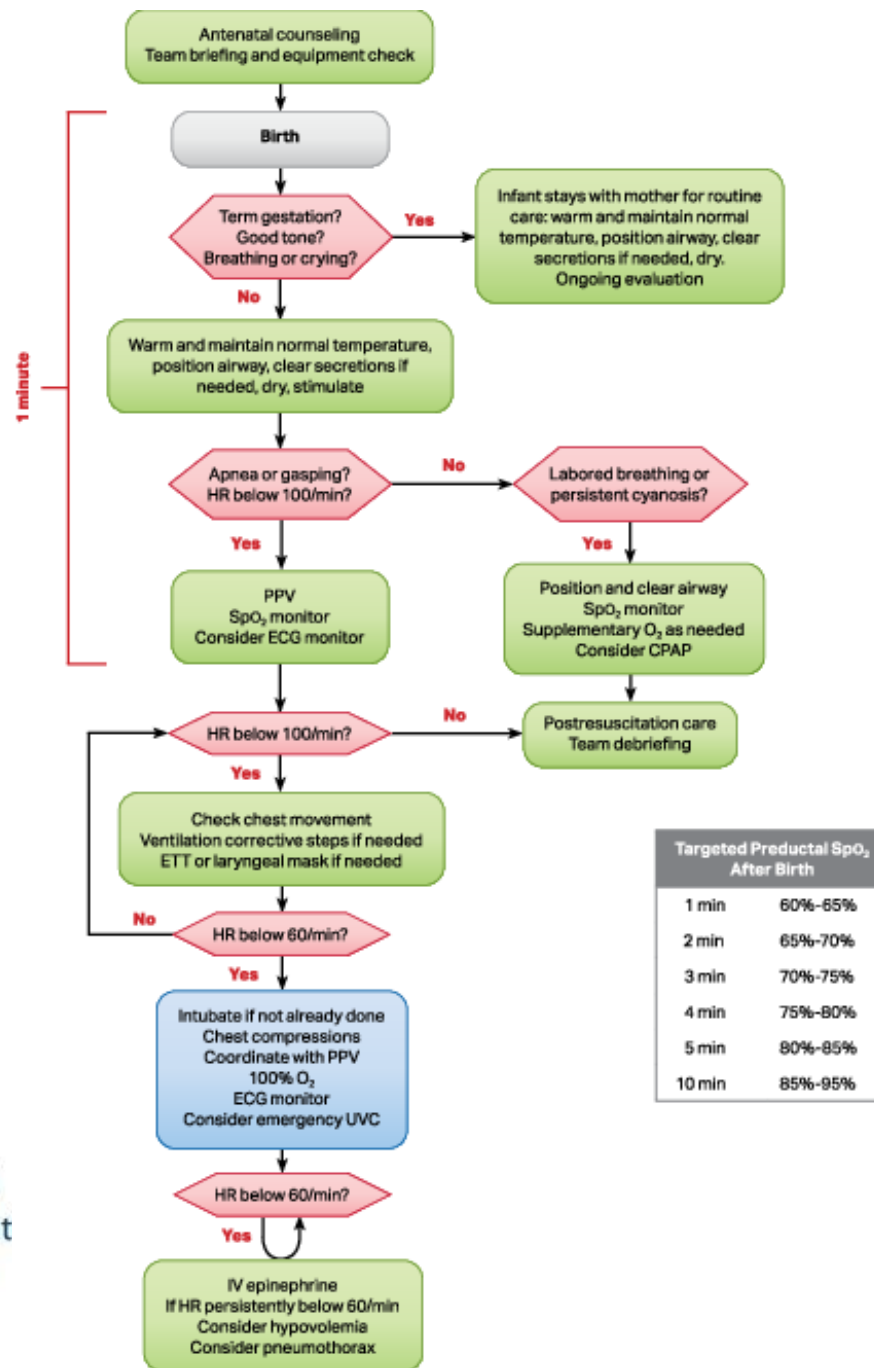 Antenatal counseling
Team briefing and equipment check
Birth
1 minute
Term gestation?
Good tone?
Breathing or crying?
Yes
Infant stays with mother for routine
care: warm and maintain normal
temperature, position airway, clear
secretions if needed, dry.
Ongoing evaluation
No
Warm and maintain normal temperature,
position airway, clear secretions if
needed, dry, stimulate
Apnea or gasping?
HR below 100/min?
No
Labored breathing or
persistent cyanosis?
Yes
Yes
PPV
SpO₂ monitor
Consider ECG monitor
Position and clear airway
SpO₂ monitor
Supplementary O₂ as needed
Consider CPAP
HR below 100/min?
No
Postresuscitation care
Team debriefing
Yes
Check chest movement
Ventilation corrective steps if needed
ETT or laryngeal mask if needed
No
HR below 60/min?
Yes
Intubate if not already done
Chest compressions
Coordinate with PPV
100% O₂
ECG monitor
Consider emergency UVC
HR below 60/min?
Yes
t
IV epinephrine
If HR persistently below 60/min
Consider hypovolemia
Consider pneumothorax
Targeted Preductal SpO₂
After Birth
1 min 60%-65%
2 min 65%-70%
3 min 70%-75%
4 min 75%-80%
5 min 80%-85%
10 min 85%-95%